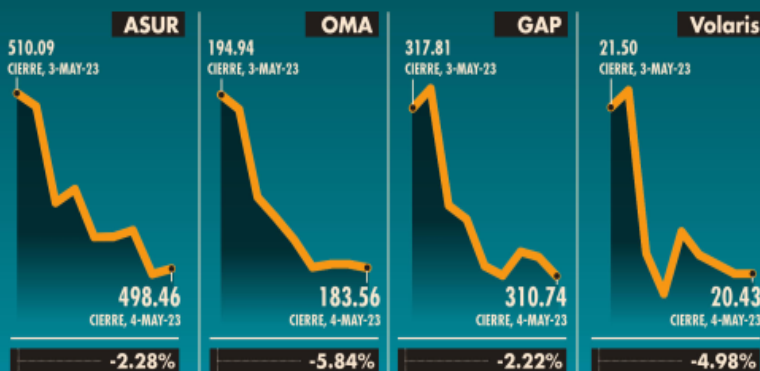 ASUR
510.09
CIERRE, 3-MAY-23
498.46
CIERRE, 4-MAY-23
-2.28%
OMA
194.94
CIERRE, 3-MAY-23
183.56
CIERRE, 4-MAY-23
-5.84%
GAP
317.81
CIERRE, 3-MAY-23
310.74
CIERRE, 4-MAY-23
-2.22%
Volaris
21.50
CIERRE, 3-MAY-23
20.43
CIERRE, 4-MAY-23
-4.98%